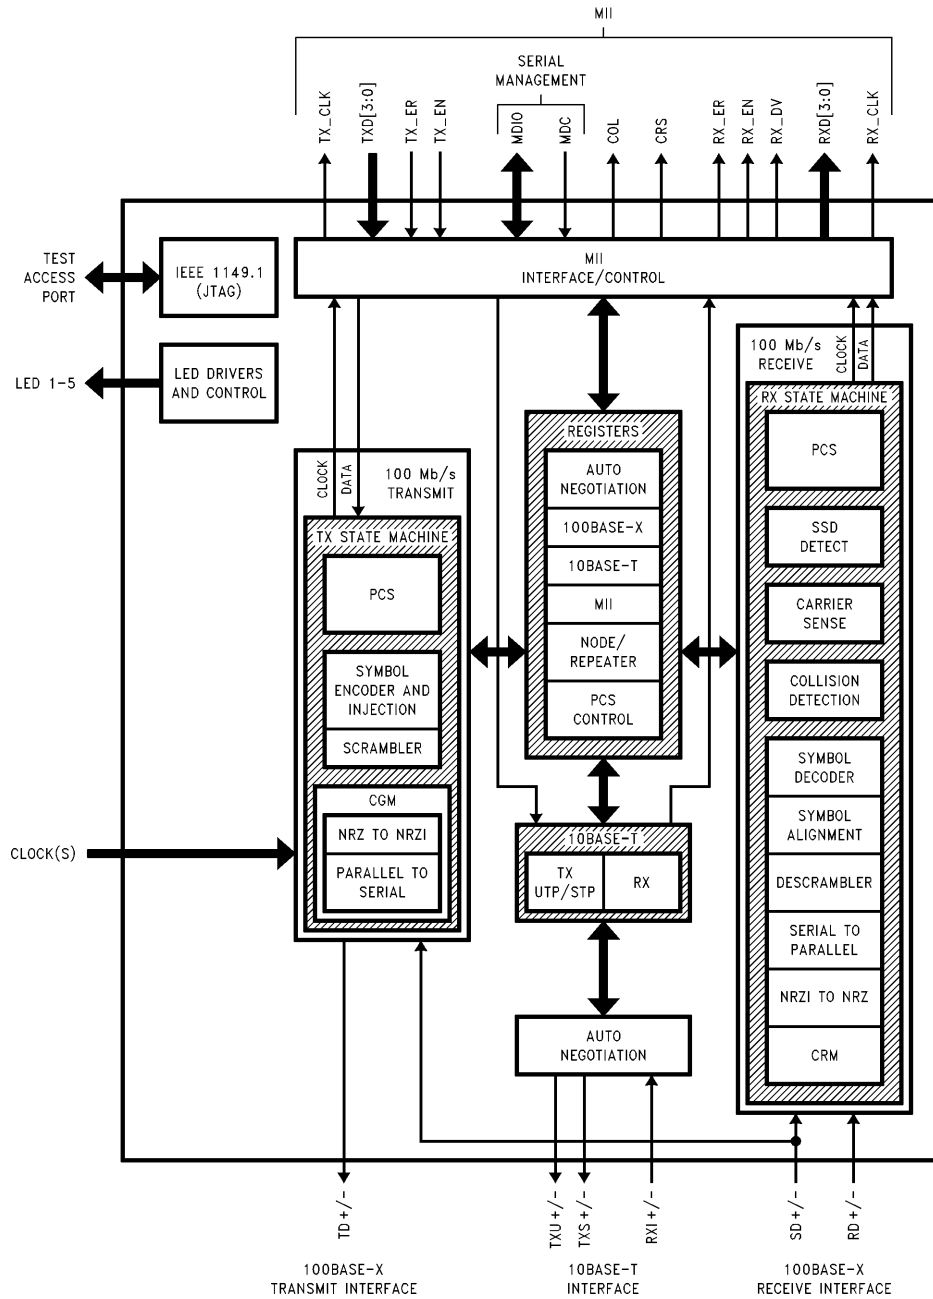 MII
SERIAL
MANAGEMENT
TX_CLK
TXD[3:0]
TX_ER
TX_EN
MDIO
MDC
COL
CRS
RX_ER
RX_EN
RX_DV
RXD[3:0]
RX_CLK
MII
INTERFACE/CONTROL
TEST
ACCESS
PORT
IEEE 1149.1
(JTAG)
LED 1-5
LED DRIVERS
AND CONTROL
CLOCK(S)
CLOCK
DATA
100 Mb/s
TRANSMIT
TX STATE MACHINE
PCS
SYMBOL
ENCODER AND
INJECTION
SCRAMBLER
CGM
NRZ TO NRZI
PARALLEL TO
SERIAL
REGISTERS
AUTO
NEGOTIATION
100BASE-X
10BASE-T
MII
NODE/
REPEATER
PCS
CONTROL
10BASE-T
TX
UTP/STP
RX
AUTO
NEGOTIATION
100 Mb/s
RECEIVE
CLOCK
DATA
RX STATE MACHINE
PCS
SSD
DETECT
CARRIER
SENSE
COLLISION
DETECTION
SYMBOL
DECODER
SYMBOL
ALIGNMENT
DESCRAMBLER
SERIAL TO
PARALLEL
NRZI TO NRZ
CRM
TD+/-
TXU+/-
TXS+/-
RXI+/-
SD+/-
RD+/-
100BASE-X
TRANSMIT INTERFACE
10BASE-T
INTERFACE
100BASE-X
RECEIVE INTERFACE